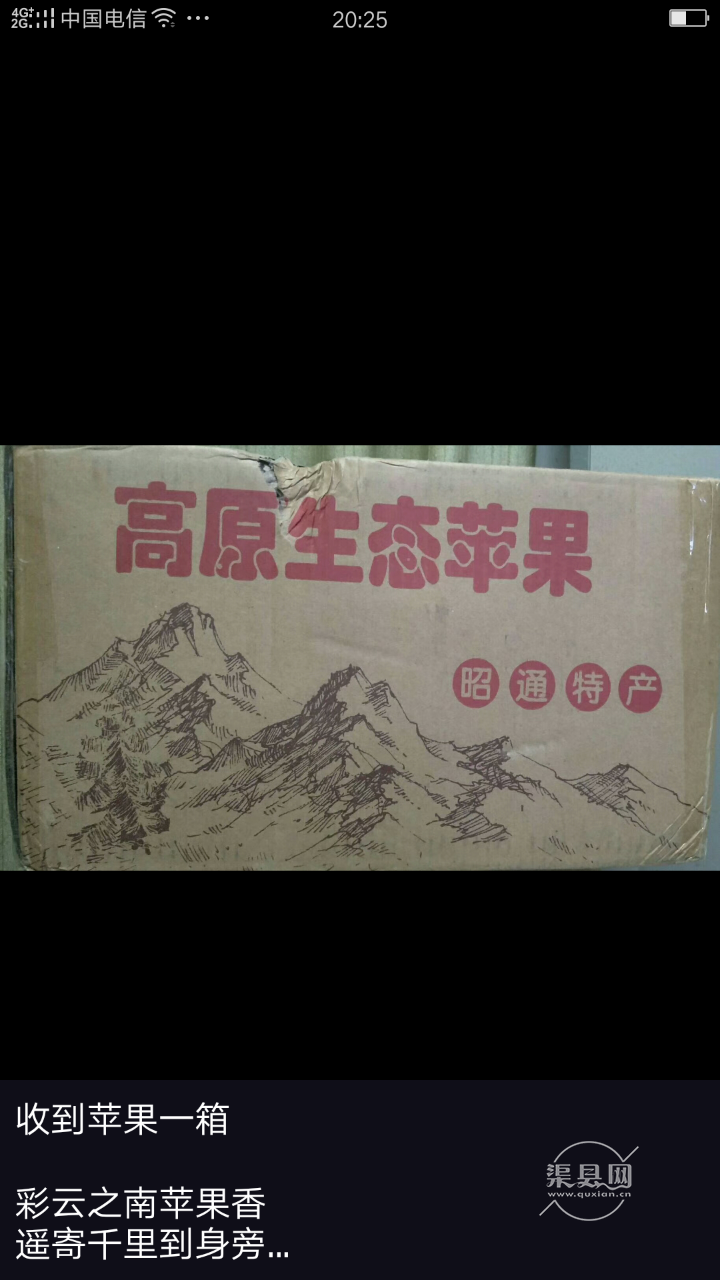 4G+
2G 中国电信 ... 20:25
高原生态苹果
昭通特产
收到苹果一箱
彩云之南苹果香
遥寄千里到身旁...
渠县网
www.quxian.cn